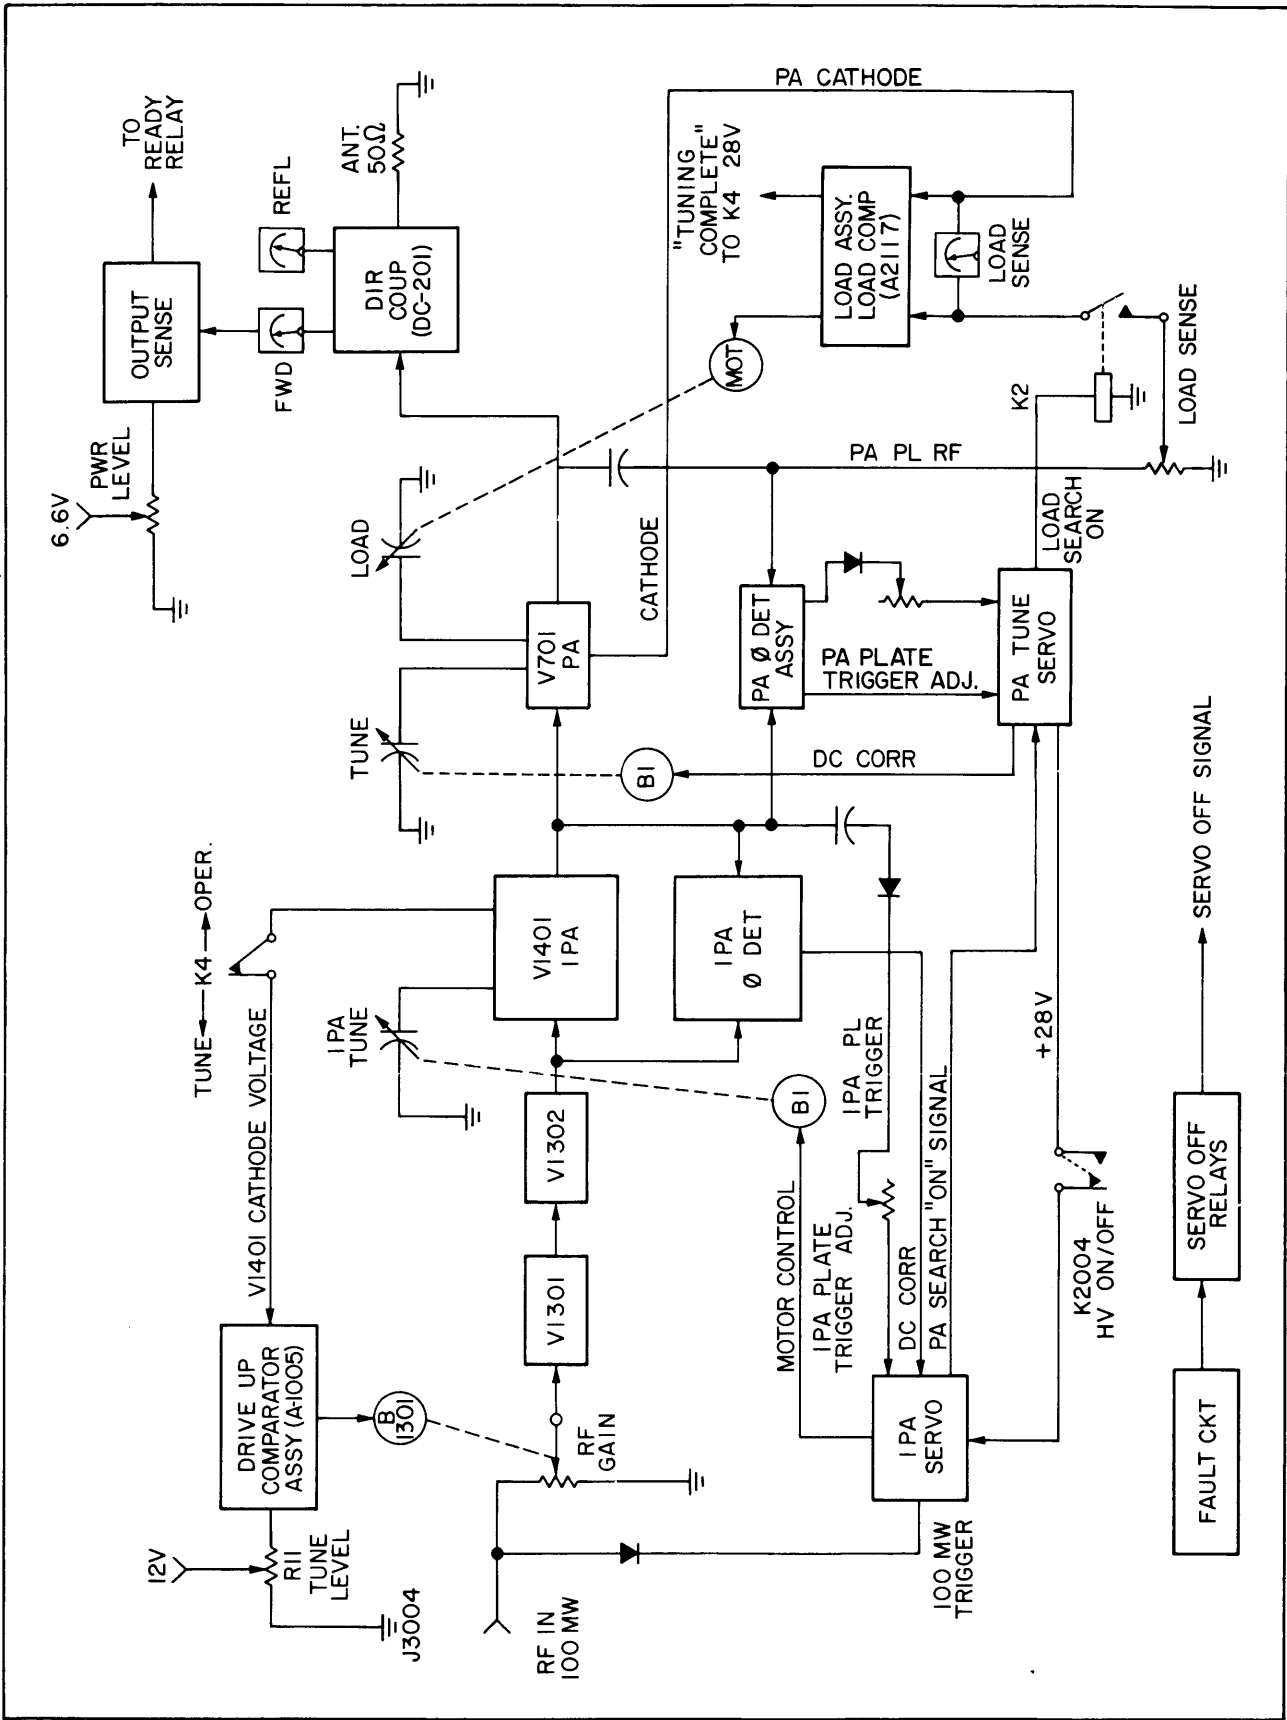 12V
R11
TUNE
LEVEL
J3004
DRIVE UP
COMPARATOR
ASSY (A-1005)
B
1301
V1401 CATHODE VOLTAGE
TUNE
K4
OPER.
RF IN
100 MW
RF
GAIN
V1301
V1302
IPA
TUNE
V1401
IPA
TUNE
V701
PA
LOAD
6.6V
PWR
LEVEL
OUTPUT
SENSE
TO
READY
RELAY
FWD
REFL
DIR
COUP
(DC-201)
ANT.
50Ω
100 MW
TRIGGER
IPA
SERVO
MOTOR CONTROL
B1
IPA PLATE
TRIGGER ADJ.
IPA PL
TRIGGER
DC CORR
PA SEARCH "ON" SIGNAL
IPA
Ø DET
B1
DC CORR
CATHODE
PA Ø DET
ASSY
PA PLATE
TRIGGER ADJ.
PA TUNE
SERVO
PA PL RF
LOAD
SEARCH
ON
K2
MOT
"TUNING
COMPLETE"
TO K4 28V
PA CATHODE
LOAD ASSY.
LOAD COMP
(A2117)
LOAD
SENSE
LOAD SENSE
K2004
HV ON/OFF
+28V
FAULT CKT
SERVO OFF
RELAYS
SERVO OFF SIGNAL